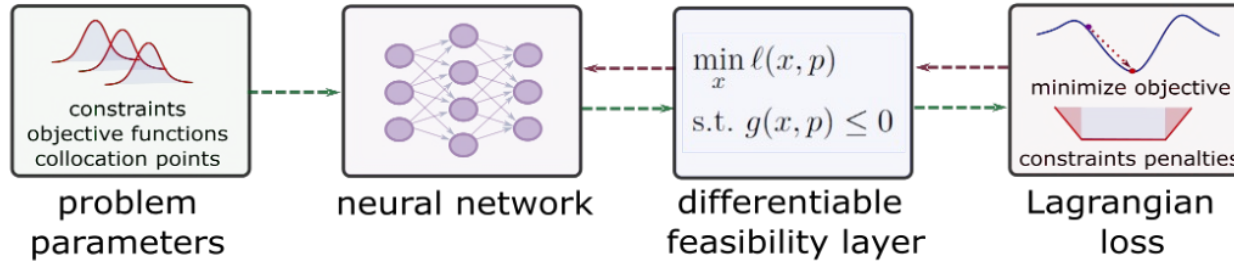 constraints
objective functions
collocation points
problem
parameters
neural network
min ℓ(x, p)
x
s.t. g(x, p) ≤ 0
differentiable
feasibility layer
minimize objective
constraints penalties
Lagrangian
loss